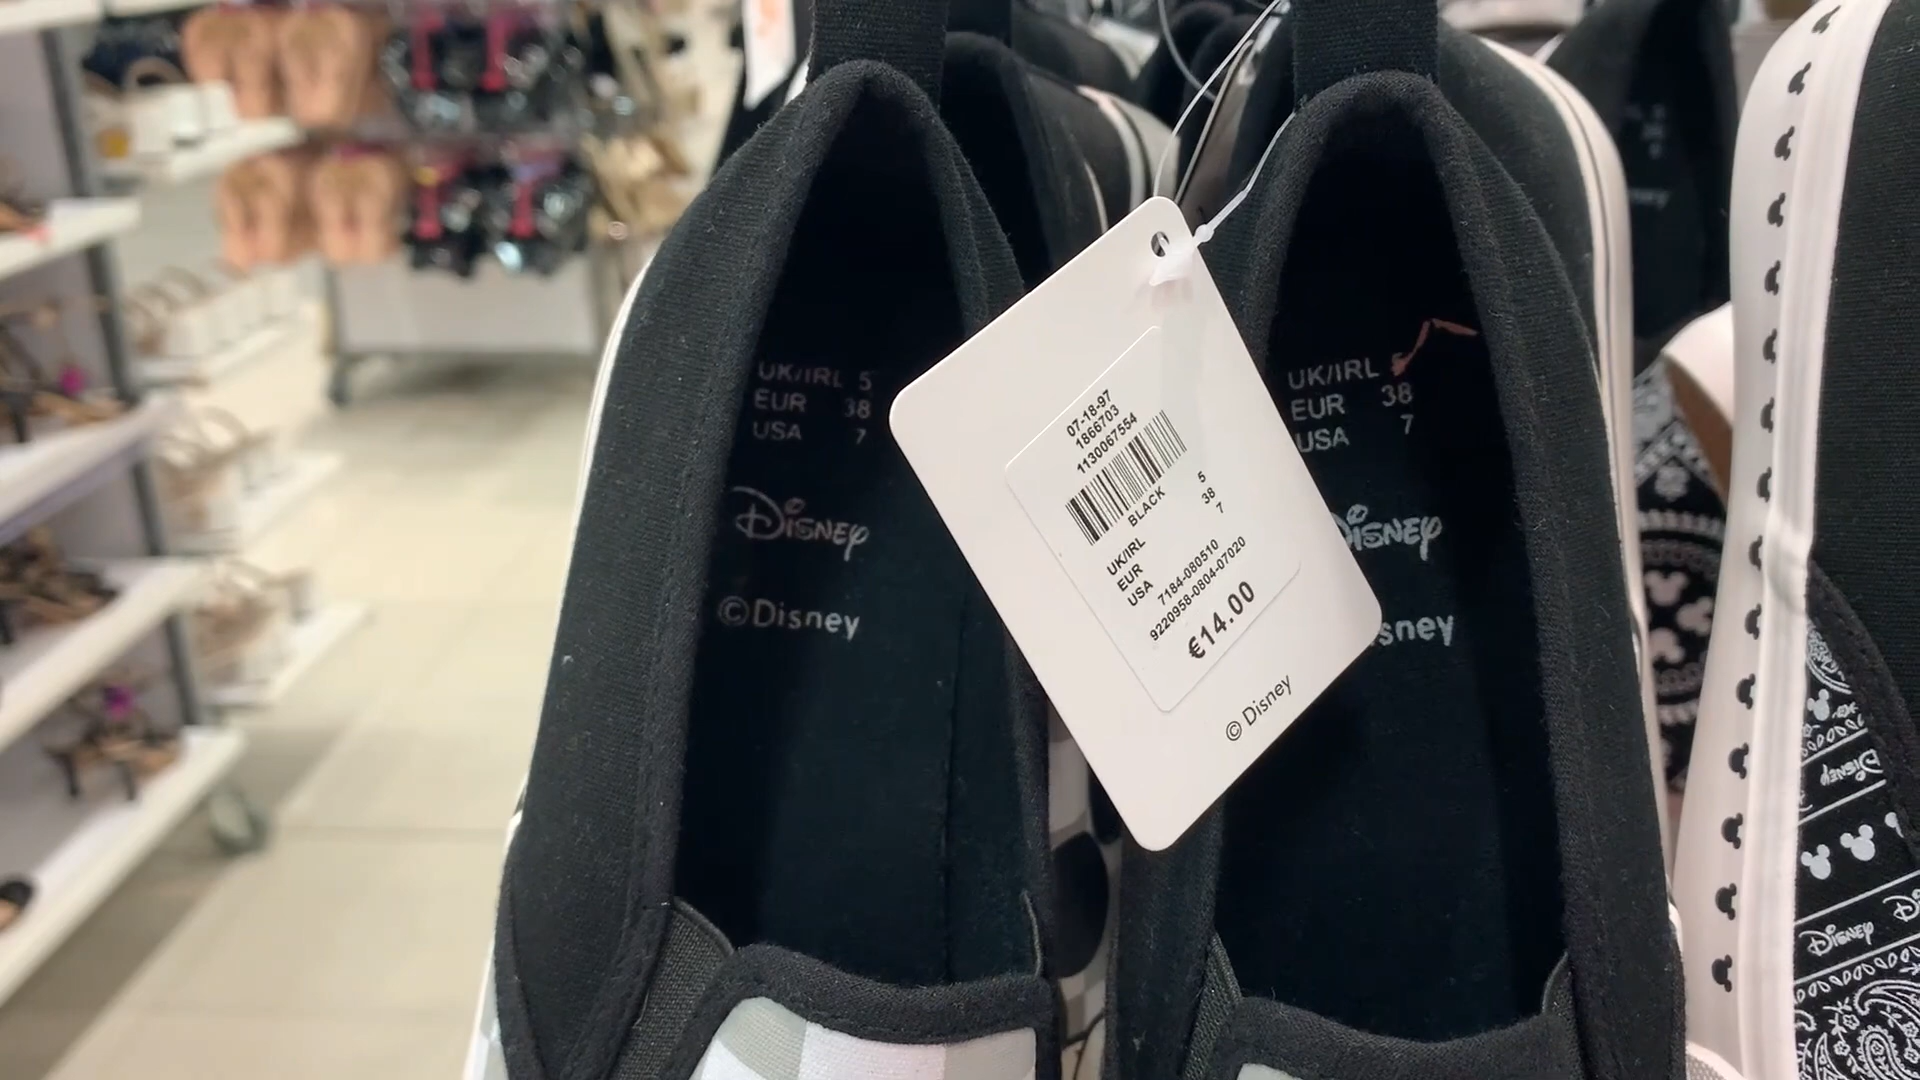 UK/IRL 5
EUR 38
USA 7
Disney
©Disney
07-18-97
1866703
1130067554
BLACK
UK/IRL 5
EUR 38
USA 7
7184-080510
9220958-0804-07020
€14.00
© Disney
UK/IRL
EUR 38
USA 7
Disney
sney
Disney
Disney